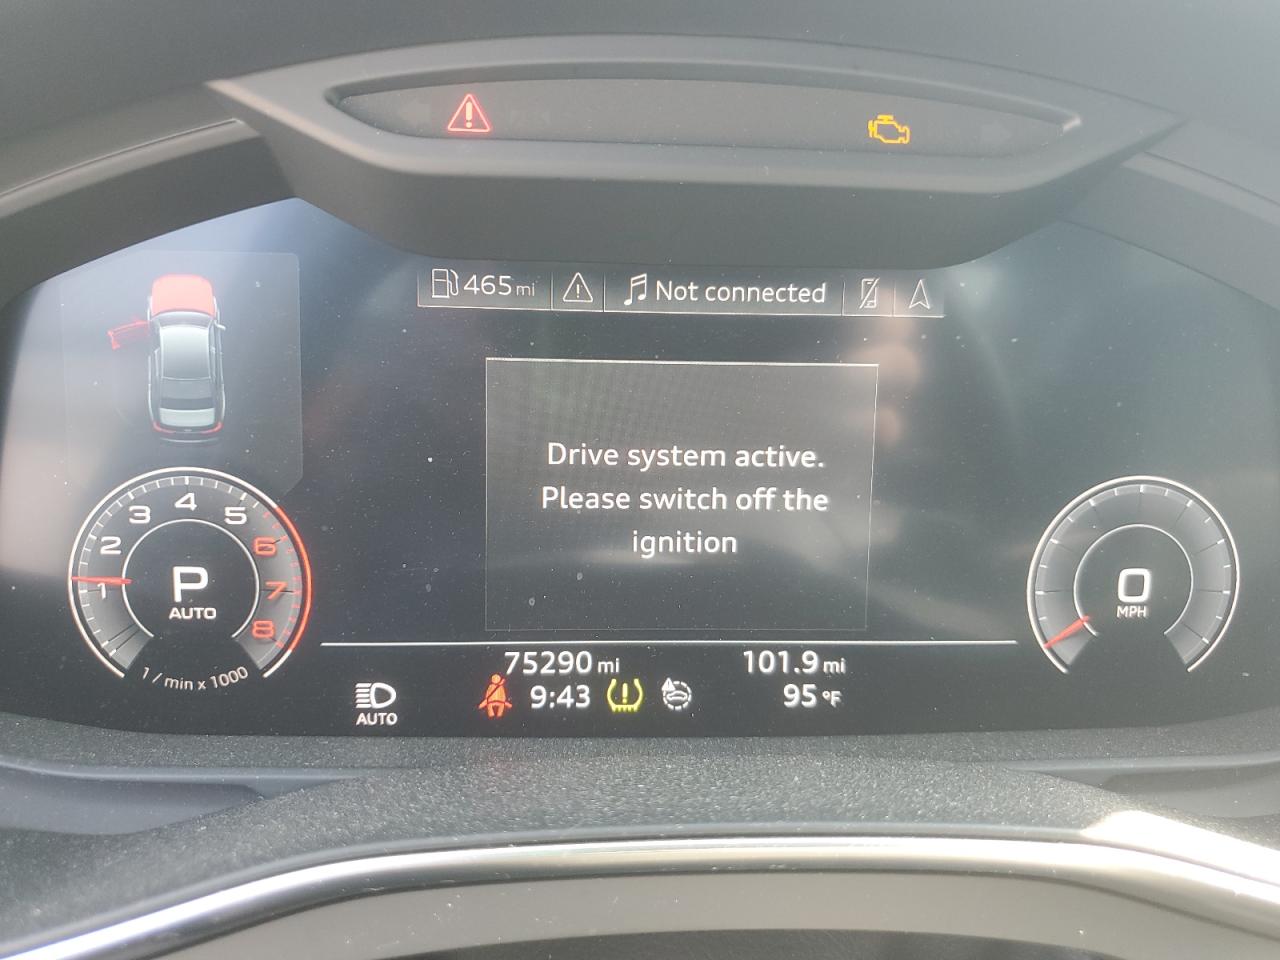 465 mi
Not connected
Drive system active.
Please switch off the
ignition
1 2 3 4 5 6 7 8
P
AUTO
1 / min x 1000
0
MPH
75290 mi
101.9 mi
AUTO
9:43
95 °F